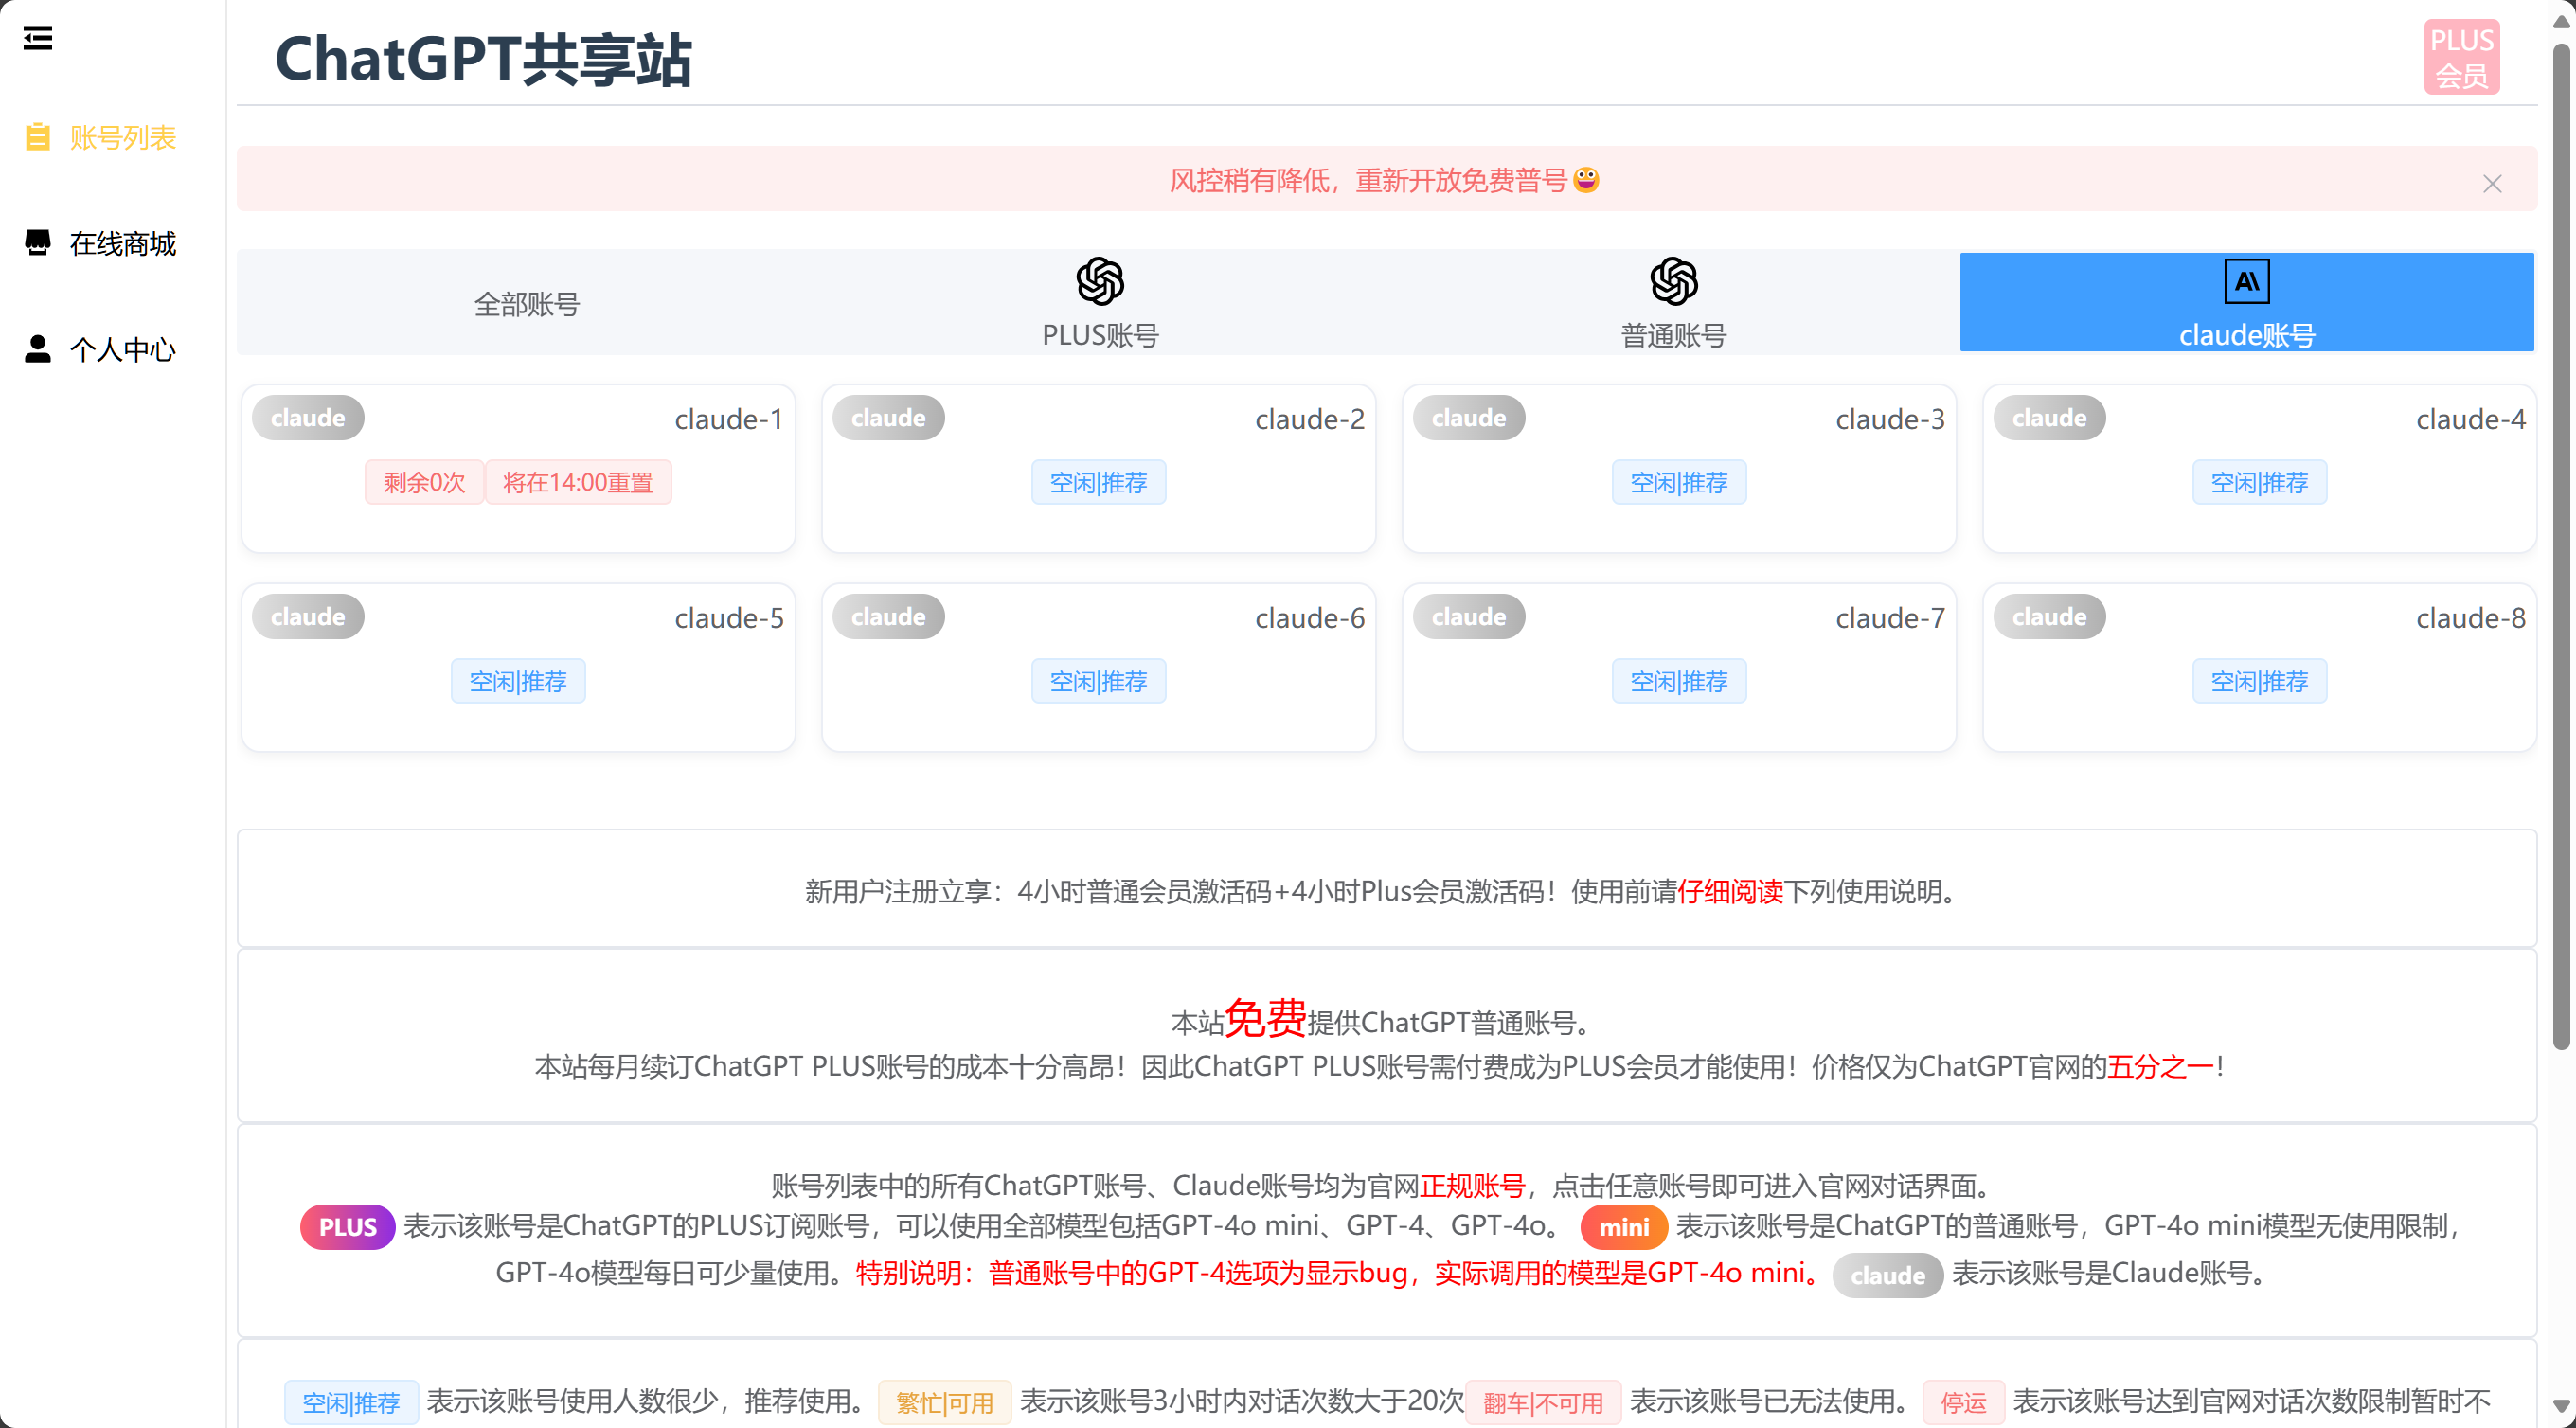 ChatGPT共享站
PLUS
会员
账号列表
在线商城
个人中心
风控稍有降低，重新开放免费普号😀
全部账号
PLUS账号
普通账号
claude账号
claude claude-1
剩余0次 将在14:00重置
claude claude-2
空闲|推荐
claude claude-3
空闲|推荐
claude claude-4
空闲|推荐
claude claude-5
空闲|推荐
claude claude-6
空闲|推荐
claude claude-7
空闲|推荐
claude claude-8
空闲|推荐
新用户注册立享：4小时普通会员激活码+4小时Plus会员激活码！使用前请仔细阅读下列使用说明。
本站免费提供ChatGPT普通账号。
本站每月续订ChatGPT PLUS账号的成本十分高昂！因此ChatGPT PLUS账号需付费成为PLUS会员才能使用！价格仅为ChatGPT官网的五分之一！
账号列表中的所有ChatGPT账号、Claude账号均为官网正规账号，点击任意账号即可进入官网对话界面。
PLUS 表示该账号是ChatGPT的PLUS订阅账号，可以使用全部模型包括GPT-4o mini、GPT-4、GPT-4o。 mini 表示该账号是ChatGPT的普通账号，GPT-4o mini模型无使用限制，
GPT-4o模型每日可少量使用。特别说明：普通账号中的GPT-4选项为显示bug，实际调用的模型是GPT-4o mini。 claude 表示该账号是Claude账号。
空闲|推荐 表示该账号使用人数很少，推荐使用。 繁忙|可用 表示该账号3小时内对话次数大于20次 翻车|不可用 表示该账号已无法使用。 停运 表示该账号达到官网对话次数限制暂时不